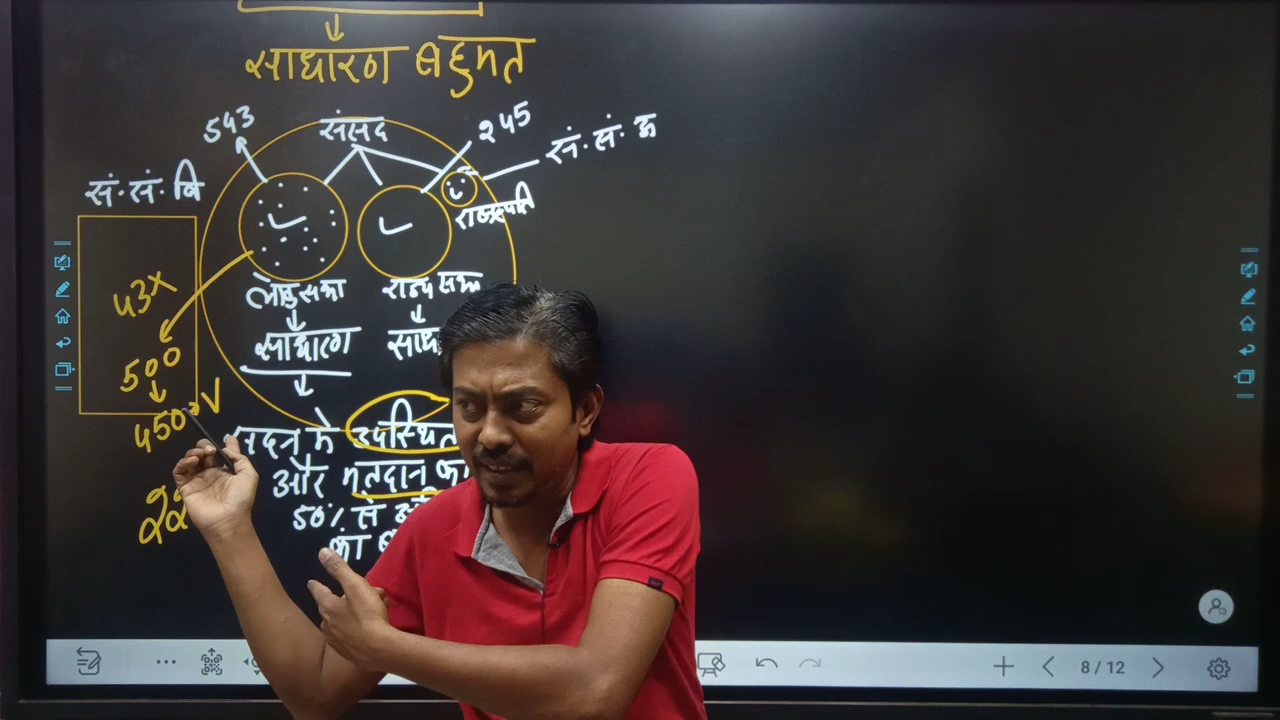 साधारण बहुमत
543
संसद
245
सं.सं.क
सं.सं.वि
राष्ट्रपति
43x
लोकसभा
राज्य सभा
साधारण
साधा
500
450 V
सदन मे उपस्थित
और मतदान का
50% से
का ब
22
8/12